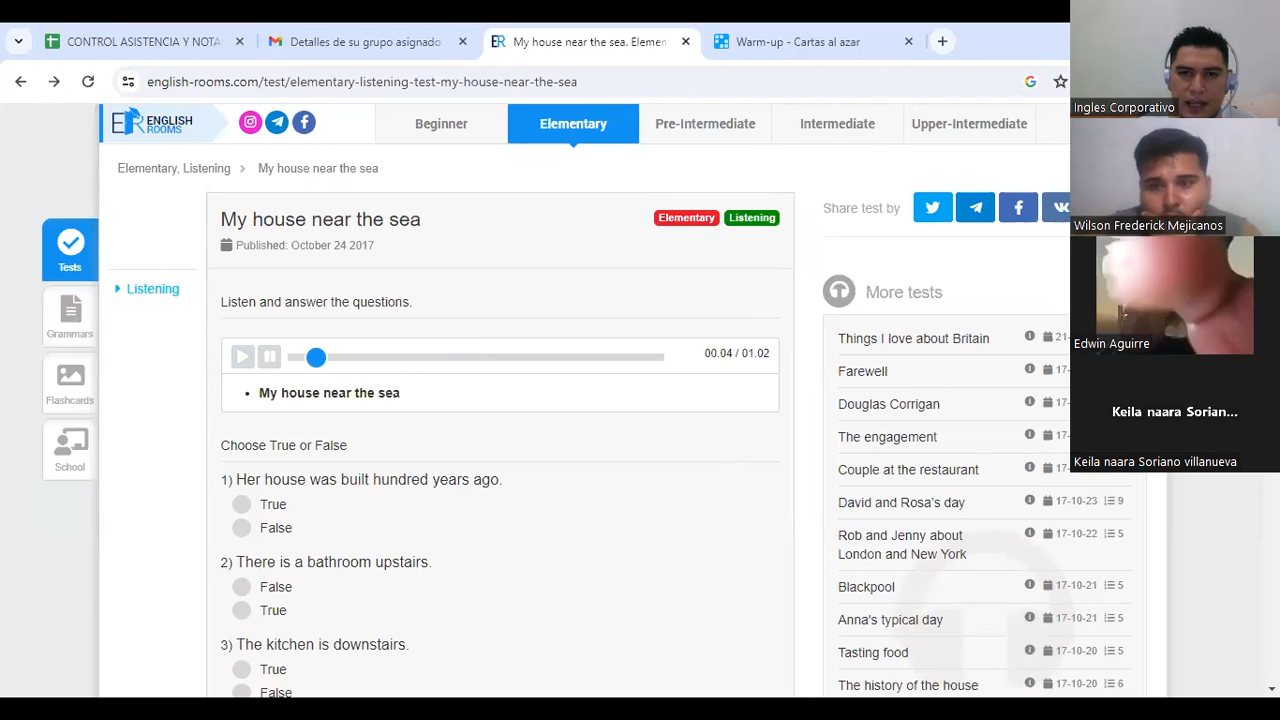 CONTROL ASISTENCIA Y NOTA
Detalles de su grupo asignado
My house near the sea. Elemen
Warm-up - Cartas al azar
english-rooms.com/test/elementary-listening-test-my-house-near-the-sea
ENGLISH
ROOMS
Beginner
Elementary
Pre-Intermediate
Intermediate
Upper-Intermediate
Elementary, Listening
My house near the sea
Tests
Grammars
Flashcards
School
Listening
My house near the sea
Elementary
Listening
Published: October 24 2017
Listen and answer the questions.
00.04 / 01.02
• My house near the sea
Choose True or False
1) Her house was built hundred years ago.
True
False
2) There is a bathroom upstairs.
False
True
3) The kitchen is downstairs.
True
False
Share test by
More tests
Things I love about Britain 21-
Farewell 17-
Douglas Corrigan 17-
The engagement 17-
Couple at the restaurant 17-
David and Rosa's day 17-10-23 9
Rob and Jenny about 17-10-22 5
London and New York
Blackpool 17-10-21 5
Anna's typical day 17-10-21 5
Tasting food 17-10-20 5
The history of the house 17-10-20 6
Ingles Corporativo
Wilson Frederick Mejicanos
Edwin Aguirre
Keila naara Sorian...
Keila naara Soriano villanueva